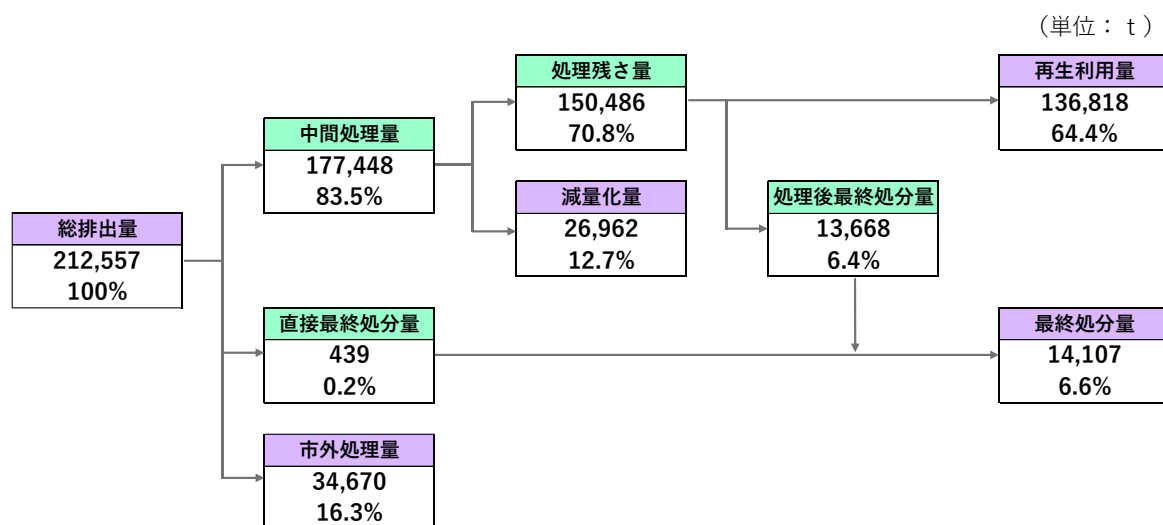 （単位：ｔ）
処理残さ量
150,486
70.8%
再生利用量
136,818
64.4%
中間処理量
177,448
83.5%
減量化量
26,962
12.7%
処理後最終処分量
13,668
6.4%
総排出量
212,557
100%
直接最終処分量
439
0.2%
最終処分量
14,107
6.6%
市外処理量
34,670
16.3%